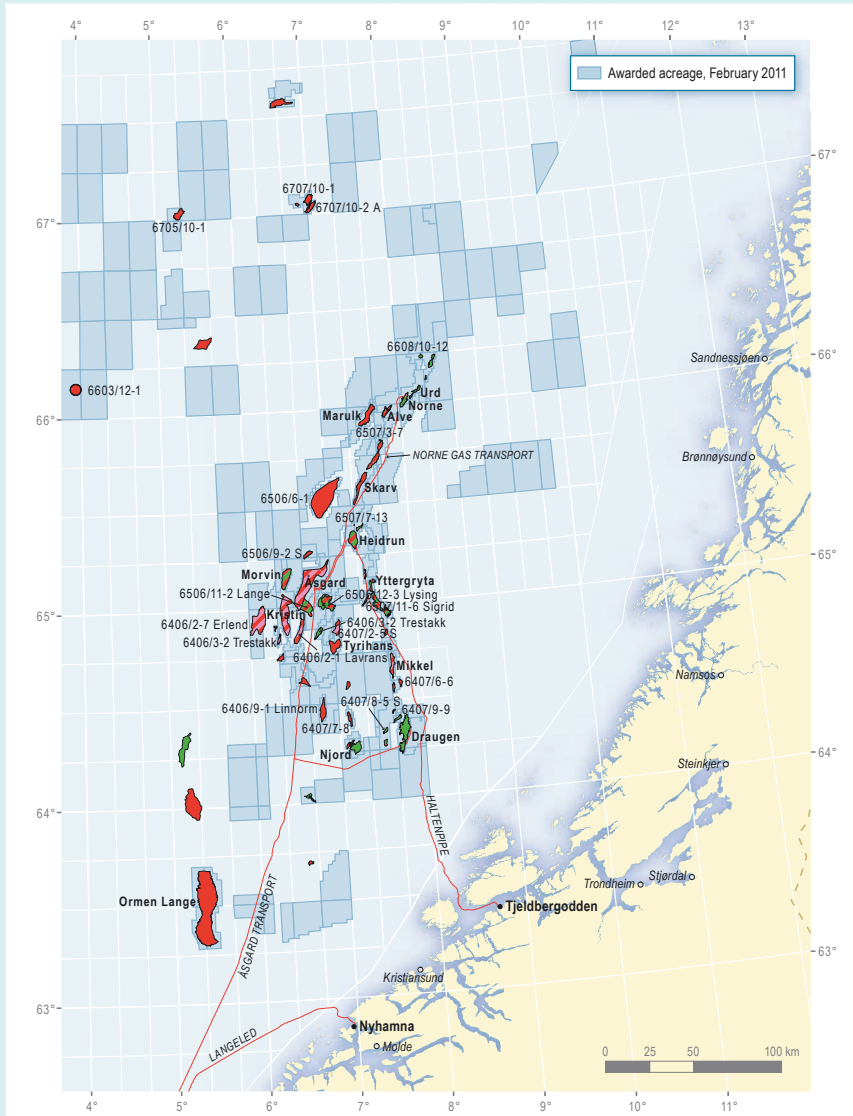 4° 5° 6° 7° 8° 9° 10° 11° 12° 13°
Awarded acreage, February 2011
67°
6707/10-1
6707/10-2 A
67°
6705/10-1
6608/10-12
66°
Sandnessjøen
6603/12-1
66°
Urd
Norne
Marulk
Alve
6507/3-7
NORNE GAS TRANSPORT
Brønnøysund
Skarv
6506/6-1
6507/7-13
Heidrun
65°
6506/9-2 S
Morvin
Åsgard
Yttergryta
6506/11-2 Lange
6506/12-3 Lysing
6507/11-6 Sigrid
65°
Kristin
6406/2-7 Erlend
6406/3-2 Trestakk
6407/2-5 S
6406/3-2 Trestakk
Tyrihans
6406/2-1 Lavrans
Mikkel
Namsos
6407/6-6
6407/8-5 S
6406/9-1 Linnorm
6407/9-9
6407/7-8
Draugen
Njord
64°
Steinkjer
64°
HALTENPIPE
Stjørdal
Trondheim
Ormen Lange
Tjeldbergodden
ÅSGARD TRANSPORT
63°
Kristiansund
63°
Nyhamna
LANGELED
Molde
0 25 50 100 km
4° 5° 6° 7° 8° 9° 10° 11°